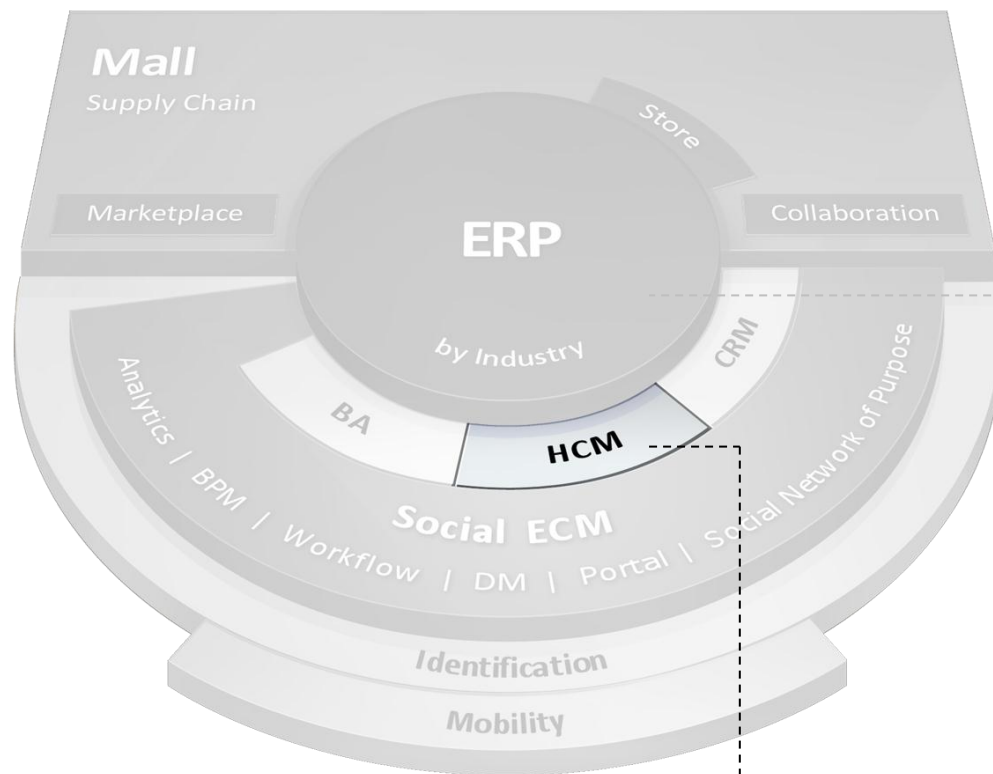 Mall
Supply Chain
Store
Marketplace
Collaboration
ERP
by Industry
CRM
BA
HCM
Social ECM
Analytics | BPM | Workflow | DM | Portal | Social Network of Purpose
Identification
Mobility